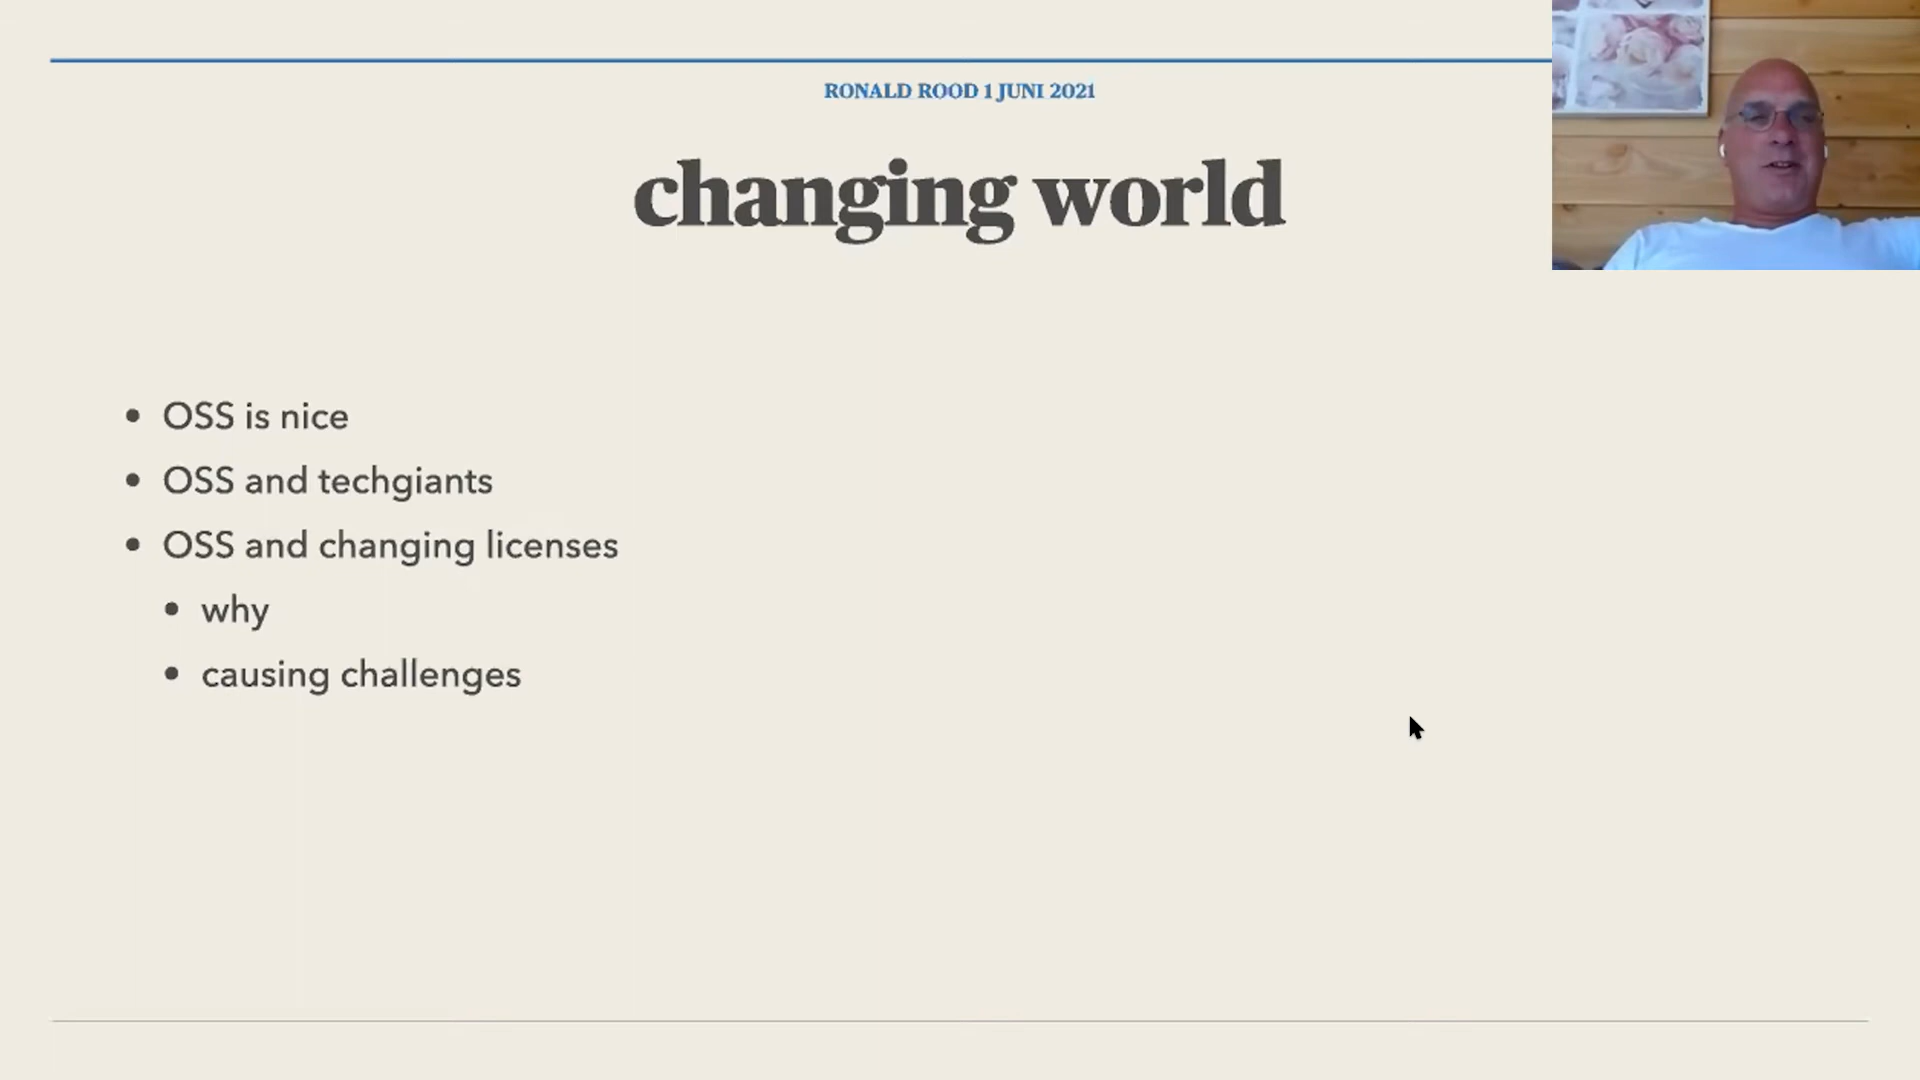 RONALD ROOD 1 JUNI 2021
changing world
• OSS is nice
• OSS and techgiants
• OSS and changing licenses
• why
• causing challenges